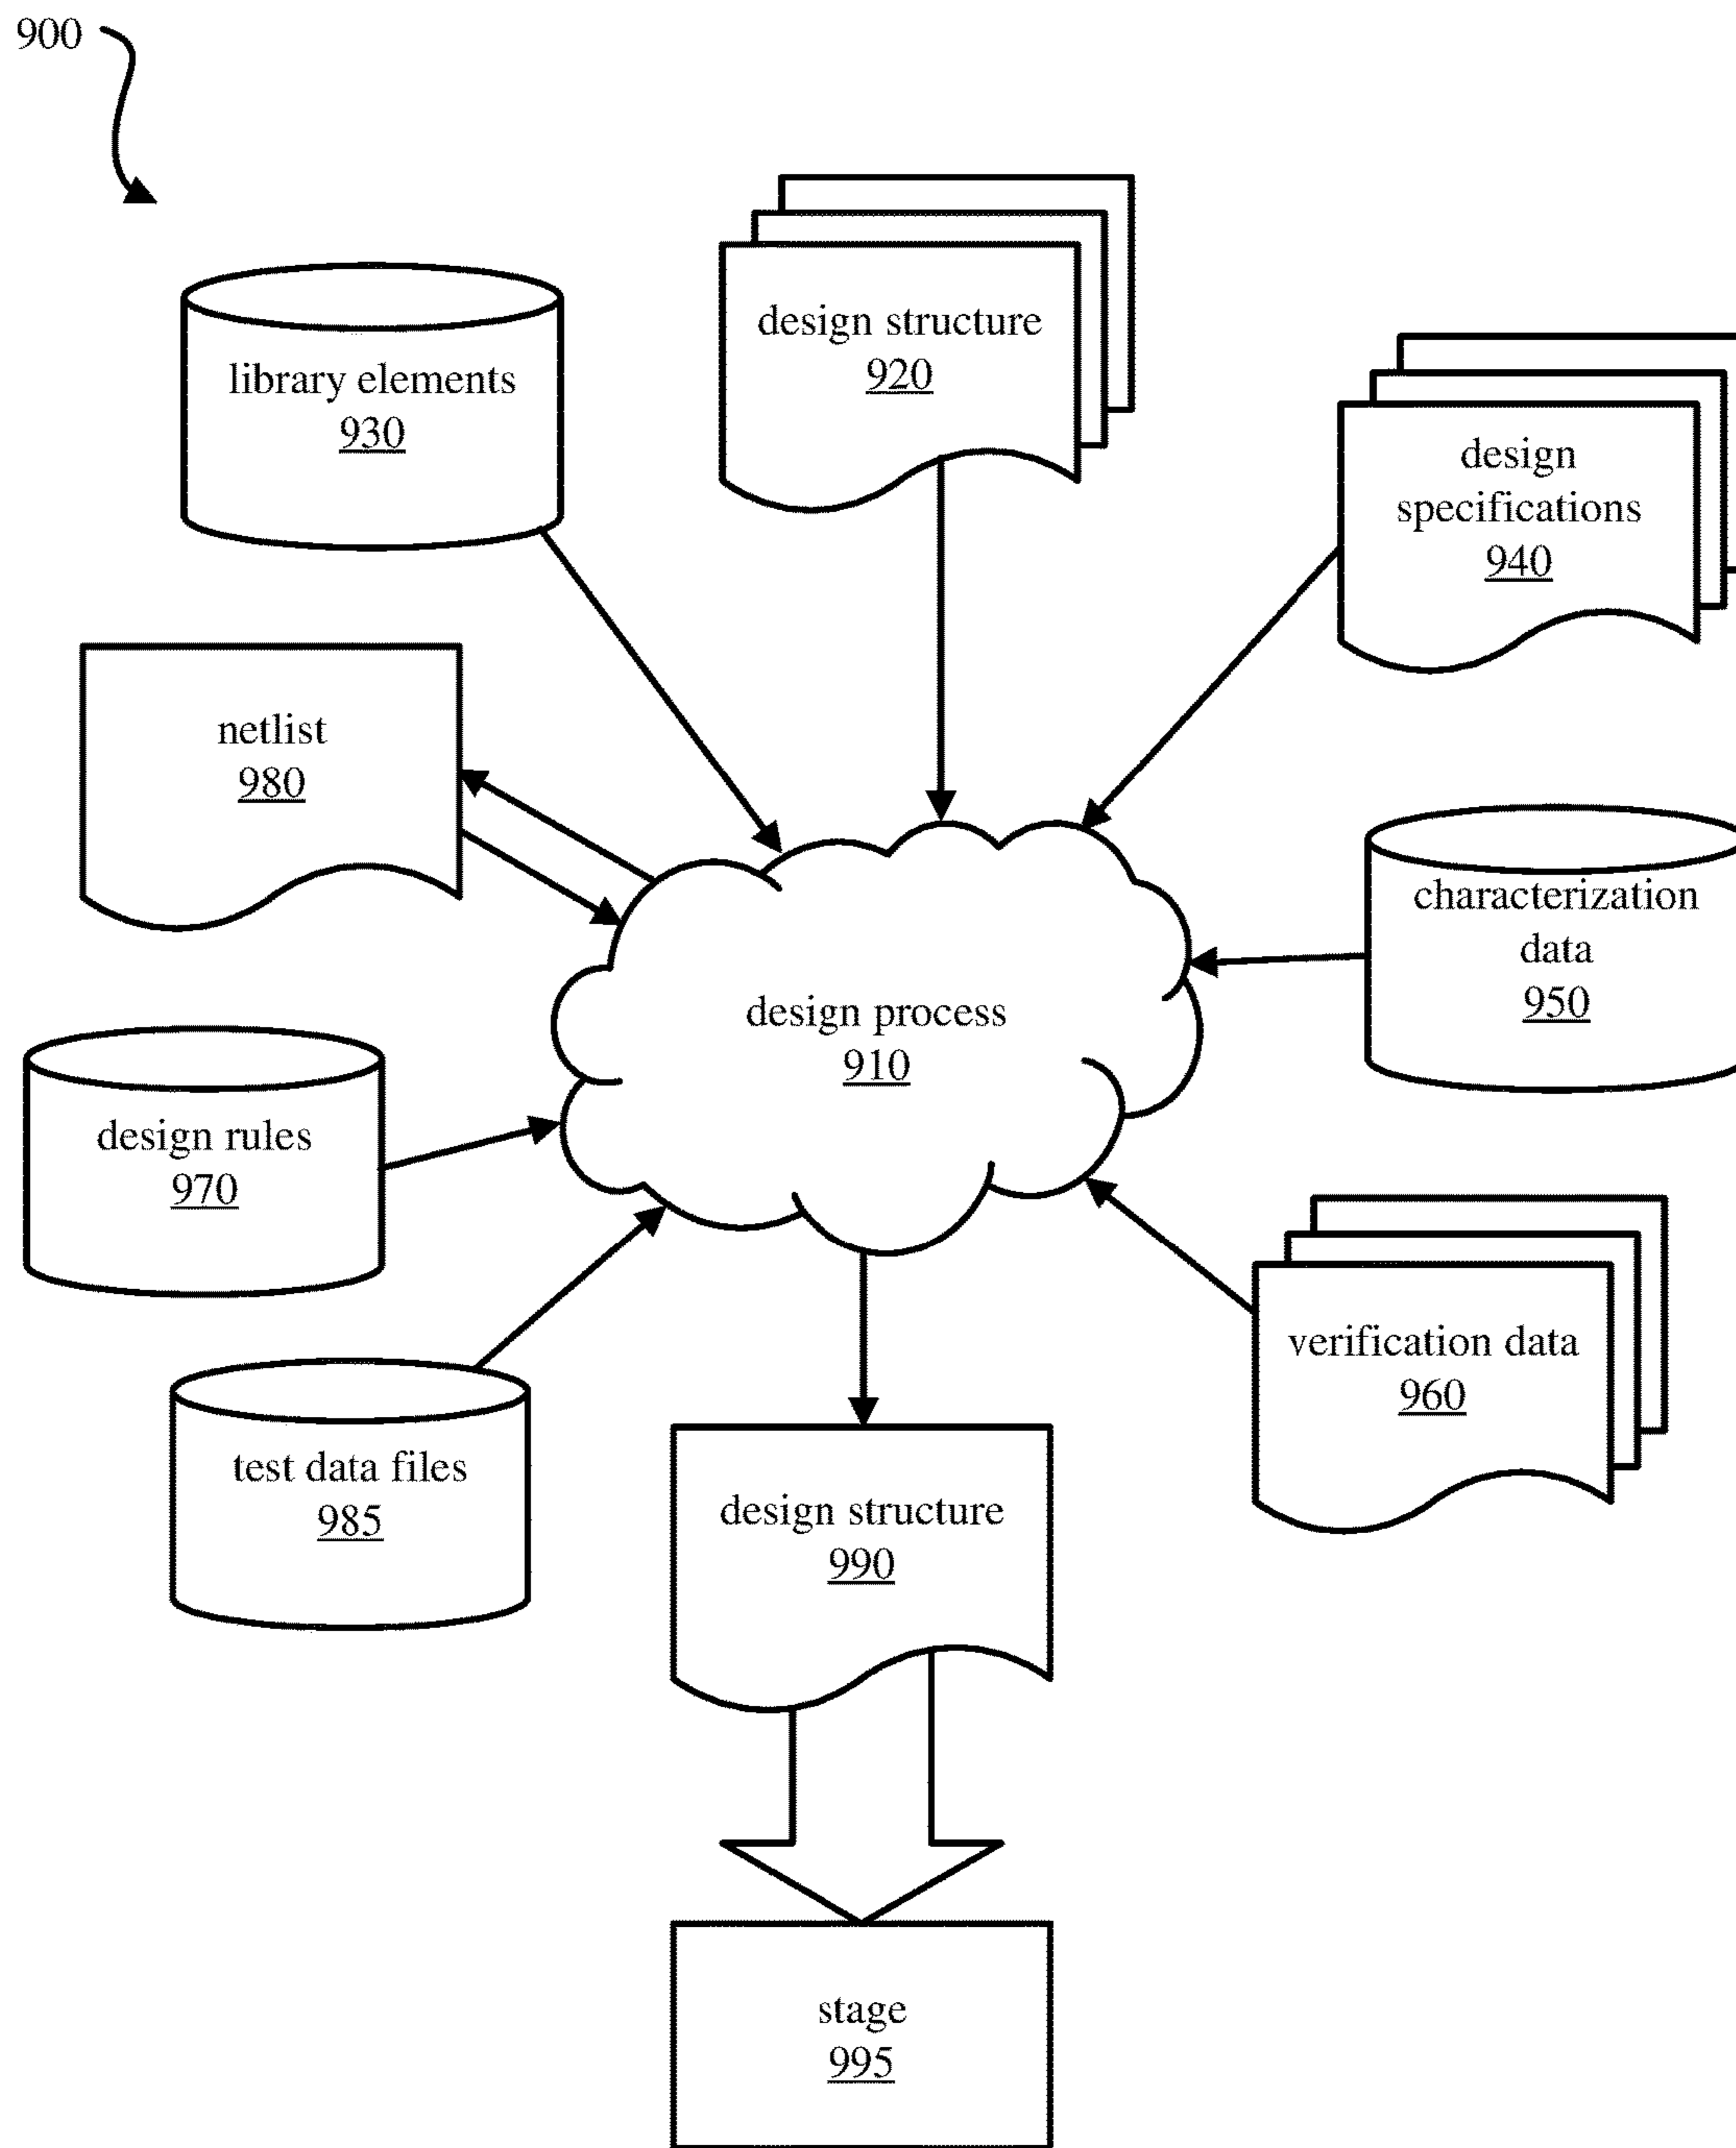 900
design structure
920
library elements
930
design
specifications
940
netlist
980
characterization
data
950
design process
910
design rules
970
verification data
960
test data files
985
design structure
990
stage
995